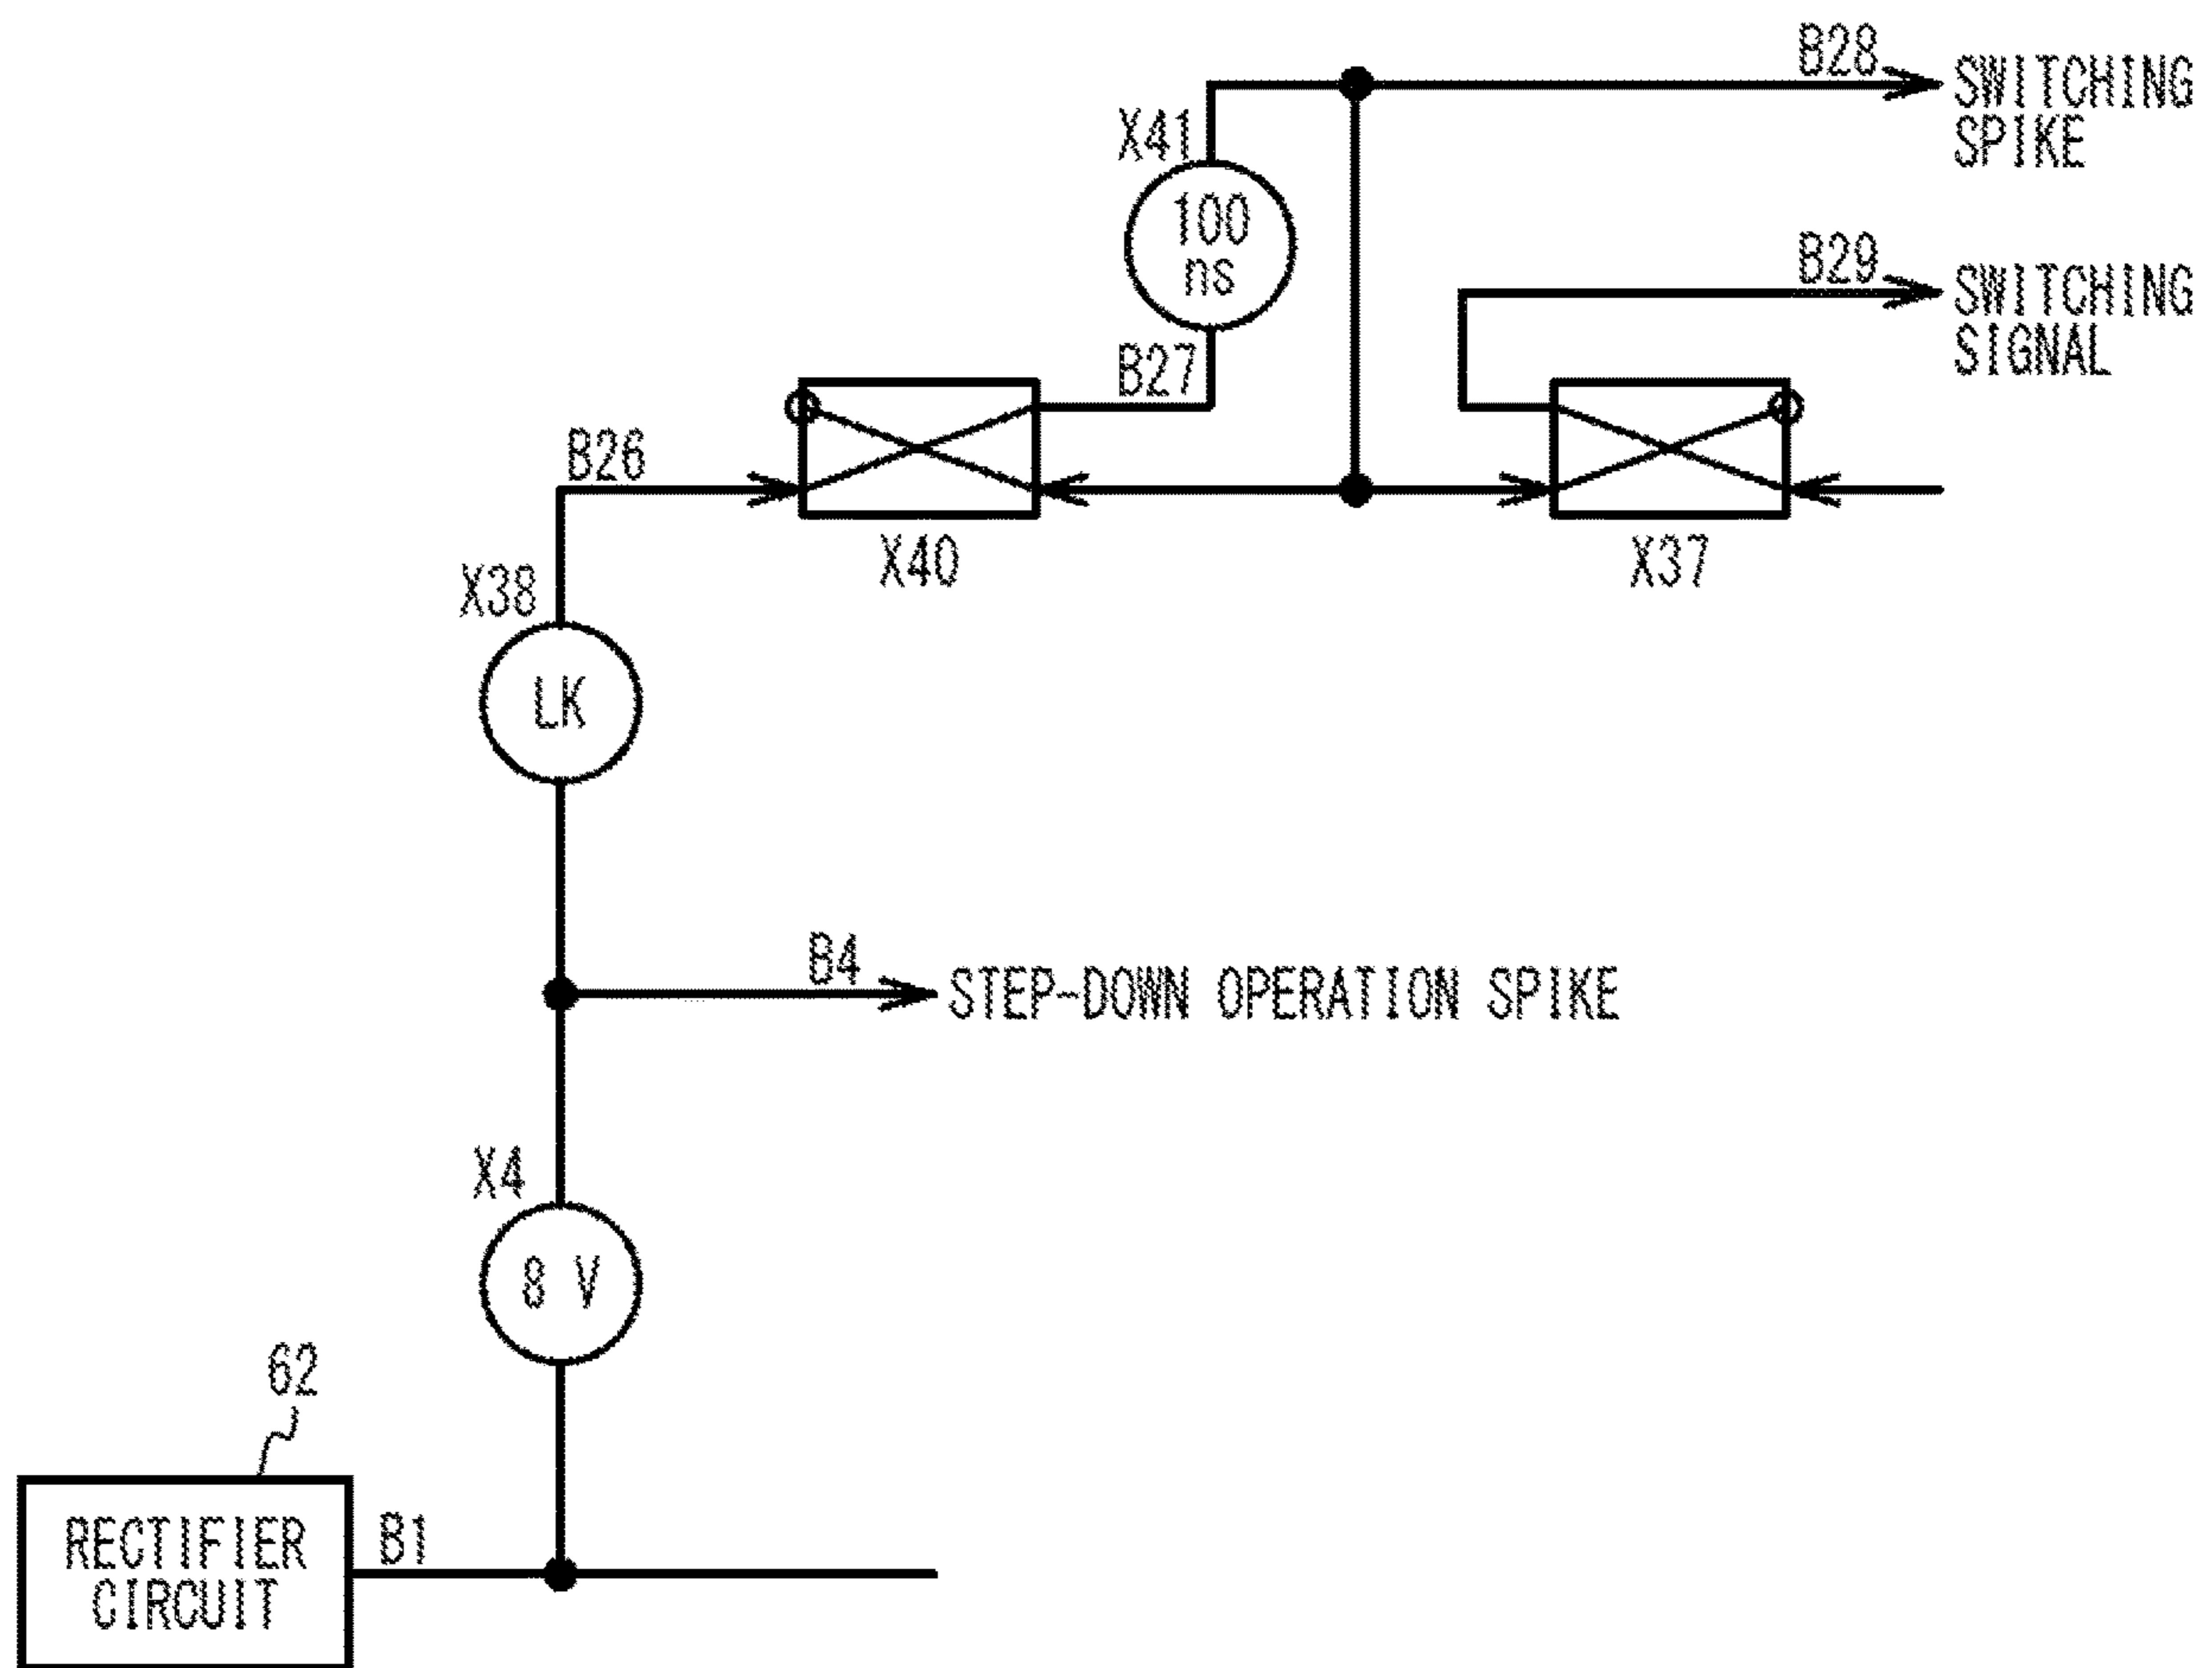 B28
SWITCHING
SPIKE
X41
100
ns
B29
SWITCHING
SIGNAL
B27
B26
X40
X37
X38
LK
B4
STEP-DOWN OPERATION SPIKE
X4
8 V
62
RECTIFIER
CIRCUIT
B1